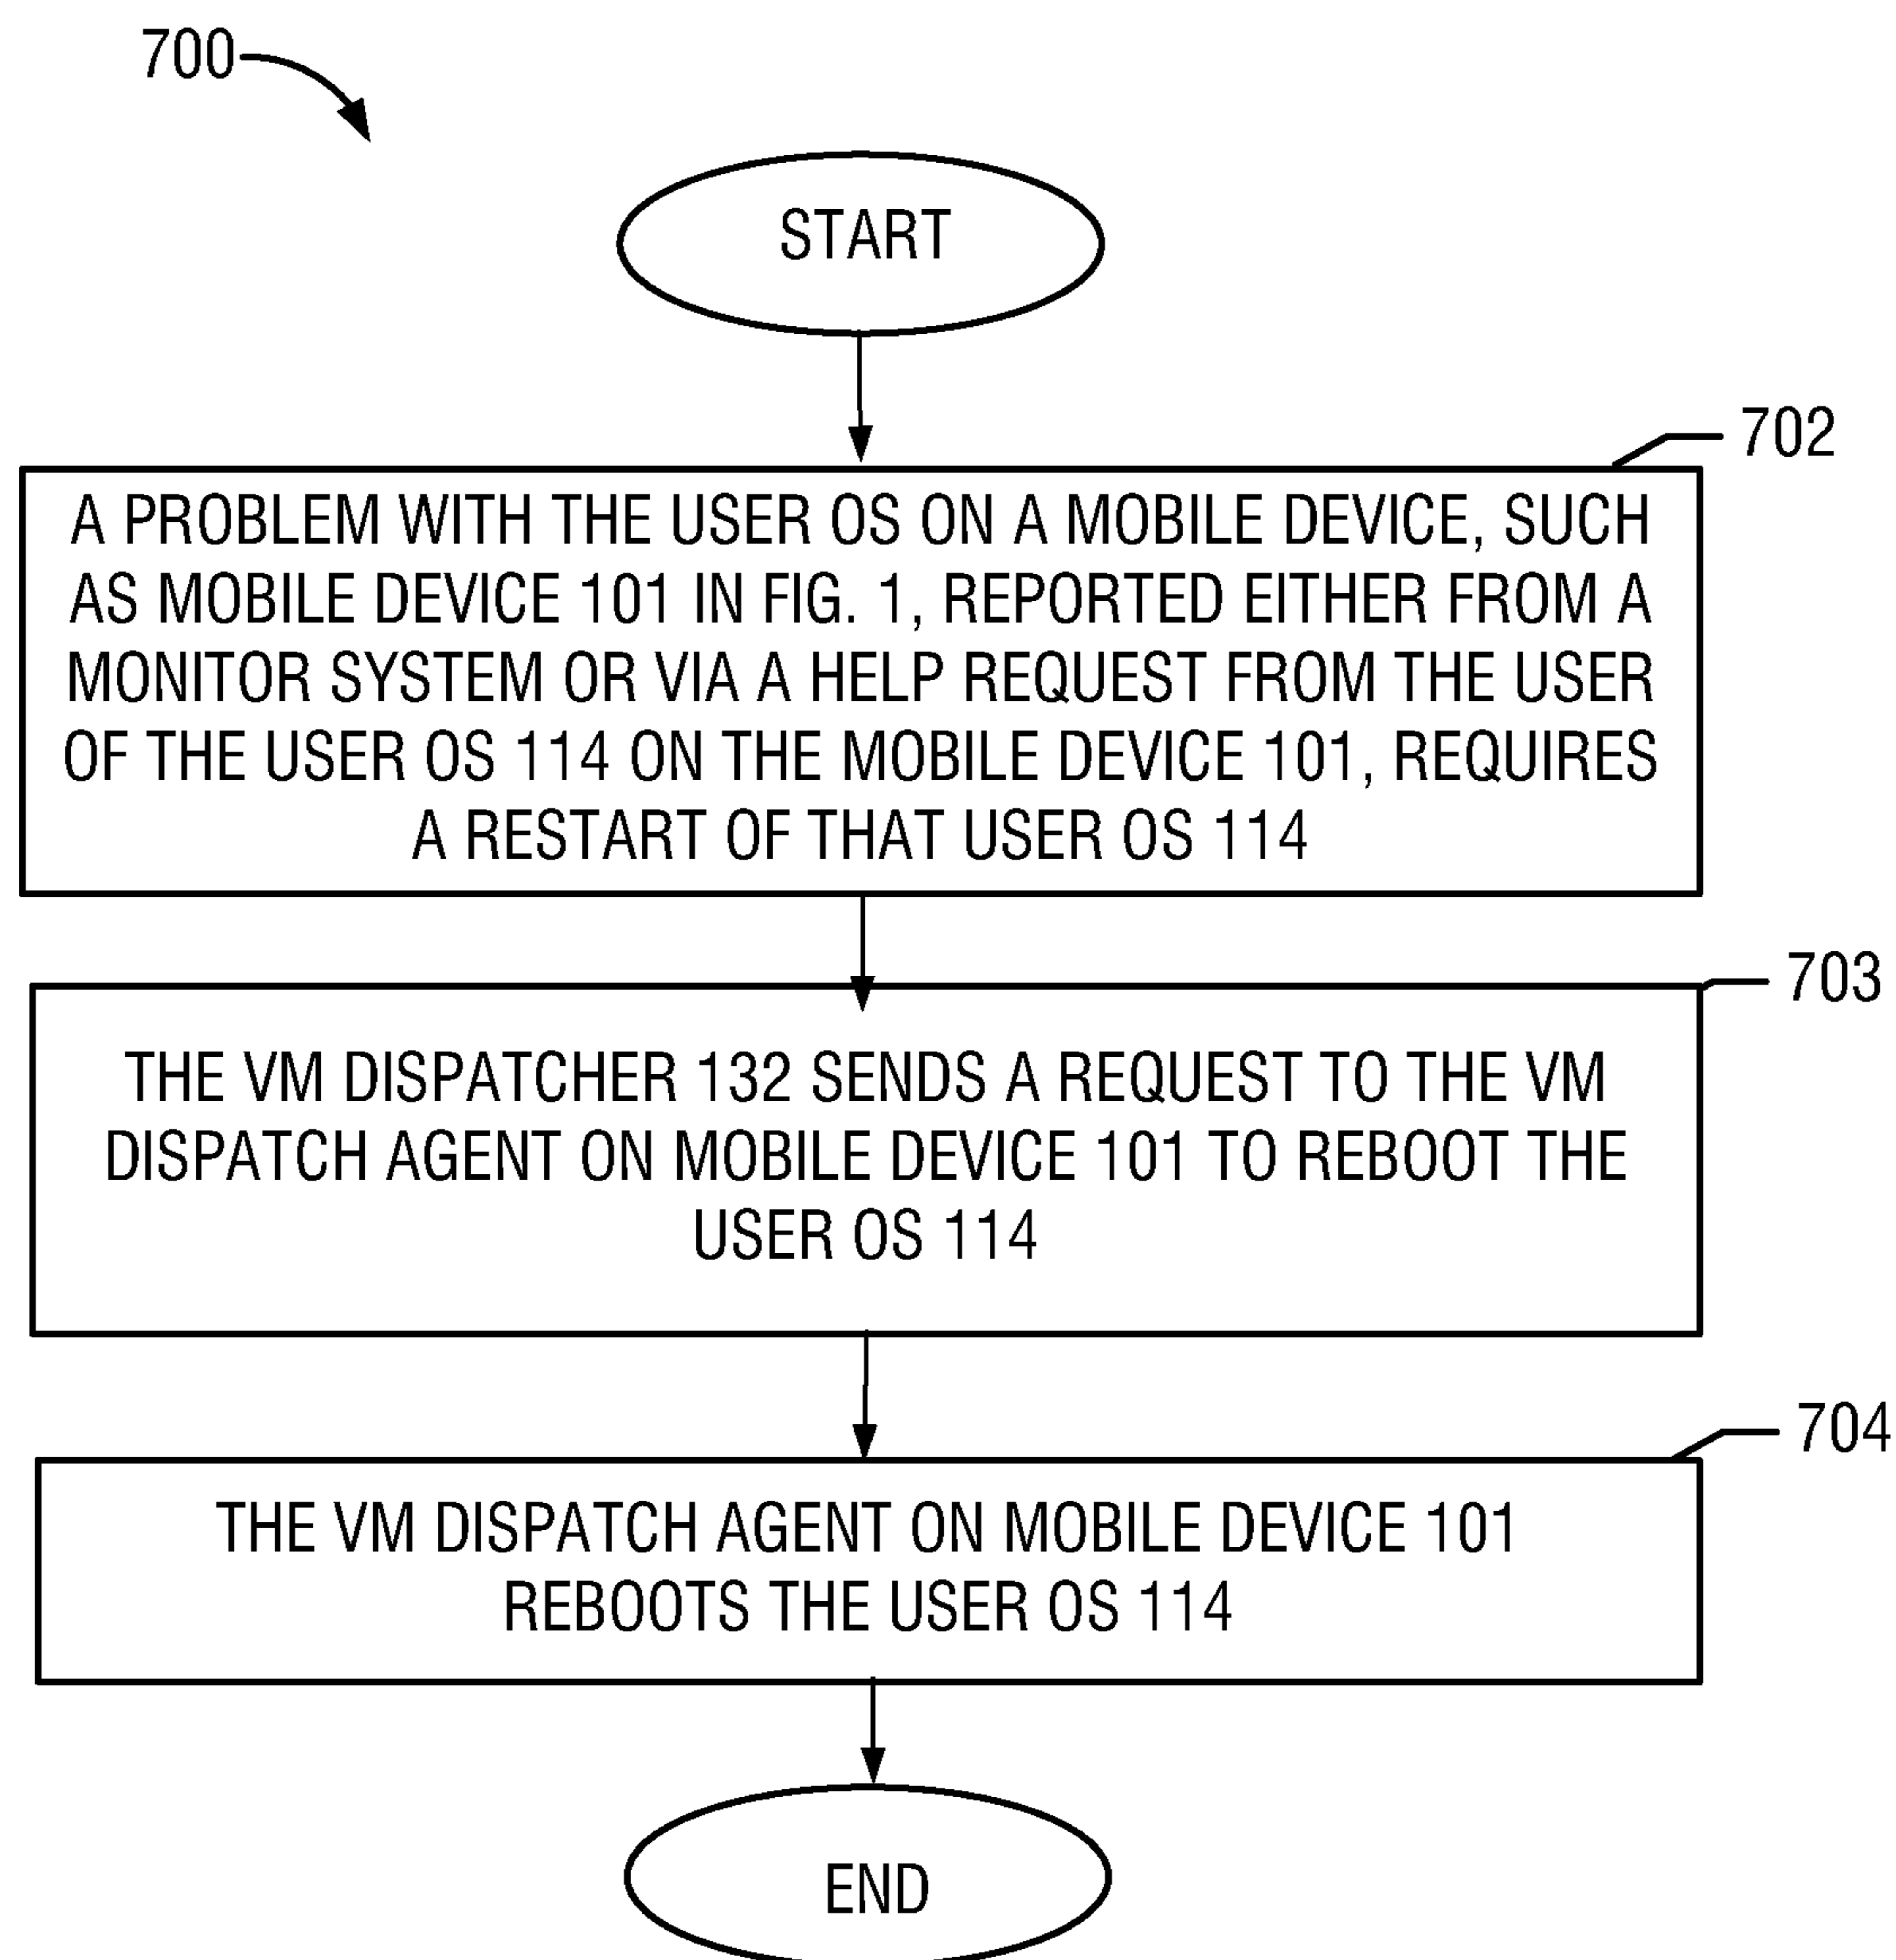 700
START
702
A PROBLEM WITH THE USER OS ON A MOBILE DEVICE, SUCH
AS MOBILE DEVICE 101 IN FIG. 1, REPORTED EITHER FROM A
MONITOR SYSTEM OR VIA A HELP REQUEST FROM THE USER
OF THE USER OS 114 ON THE MOBILE DEVICE 101, REQUIRES
A RESTART OF THAT USER OS 114
703
THE VM DISPATCHER 132 SENDS A REQUEST TO THE VM
DISPATCH AGENT ON MOBILE DEVICE 101 TO REBOOT THE
USER OS 114
704
THE VM DISPATCH AGENT ON MOBILE DEVICE 101
REBOOTS THE USER OS 114
END